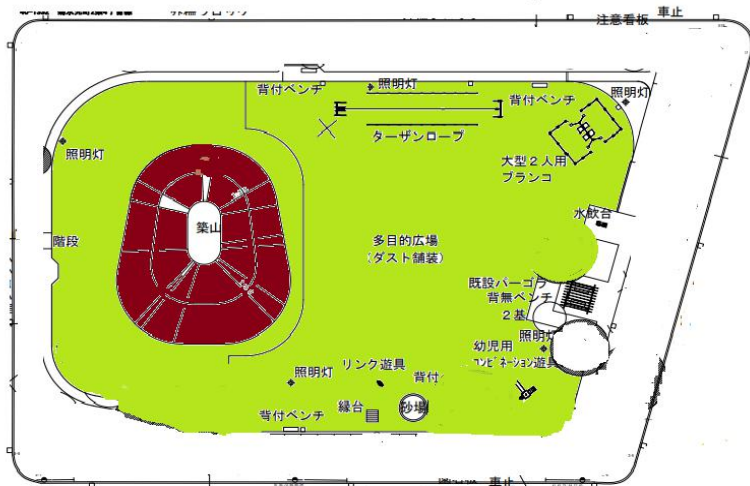 注意看板
車止
背付ベンチ
照明灯
背付ベンチ
照明灯
ターザンロープ
照明灯
大型２人用
ブランコ
水飲台
築山
階段
多目的広場
（ダスト舗装）
既設パーゴラ
背無ベンチ
２基
照明灯
幼児用
ｺﾝﾋﾞﾈｰｼｮﾝ遊具
リンク遊具
照明灯
背付
縁台
砂場
背付ベンチ
車止